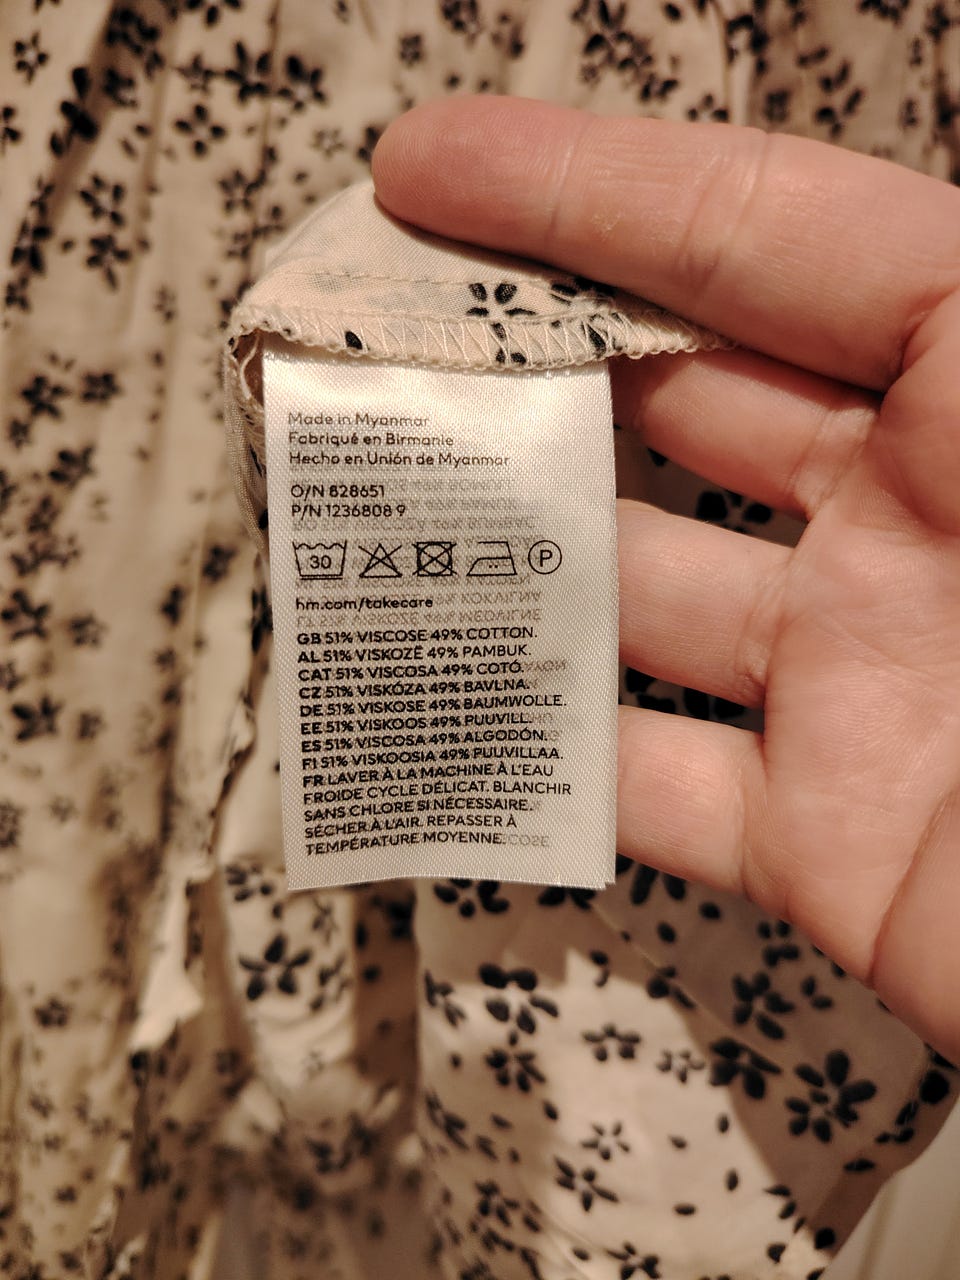 Made in Myanmar
Fabriqué en Birmanie
Hecho en Unión de Myanmar
O/N 828651
P/N 1236808 9
30 P
hm.com/takecare
GB 51% VISCOSE 49% COTTON.
AL 51% VISKOZË 49% PAMBUK.
CAT 51% VISCOSA 49% COTÓ.
CZ 51% VISKÓZA 49% BAVLNA.
DE 51% VISKOSE 49% BAUMWOLLE.
EE 51% VISKOOS 49% PUUVILL.
ES 51% VISCOSA 49% ALGODÓN.
FI 51% VISKOOSIA 49% PUUVILLAA.
FR LAVER À LA MACHINE À L'EAU
FROIDE CYCLE DÉLICAT. BLANCHIR
SANS CHLORE SI NÉCESSAIRE.
SÉCHER À L'AIR. REPASSER À
TEMPÉRATURE MOYENNE.